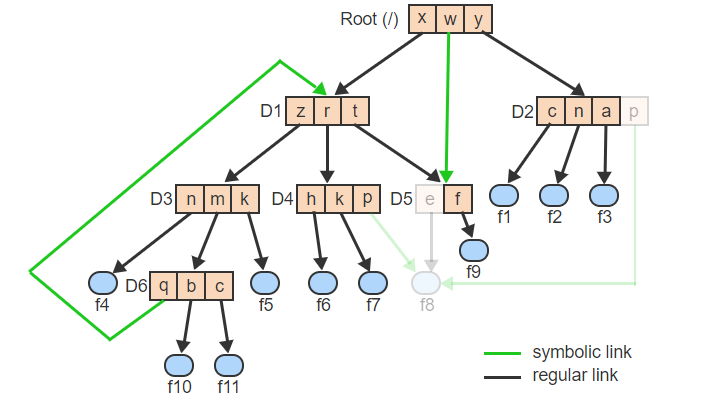 Root (/) x w y
D1 z r t
D2 c n a p
D3 n m k
D4 h k p
D5 e f
f1 f2 f3
f9
f4
D6 q b c
f5 f6 f7 f8
f10 f11
symbolic link
regular link